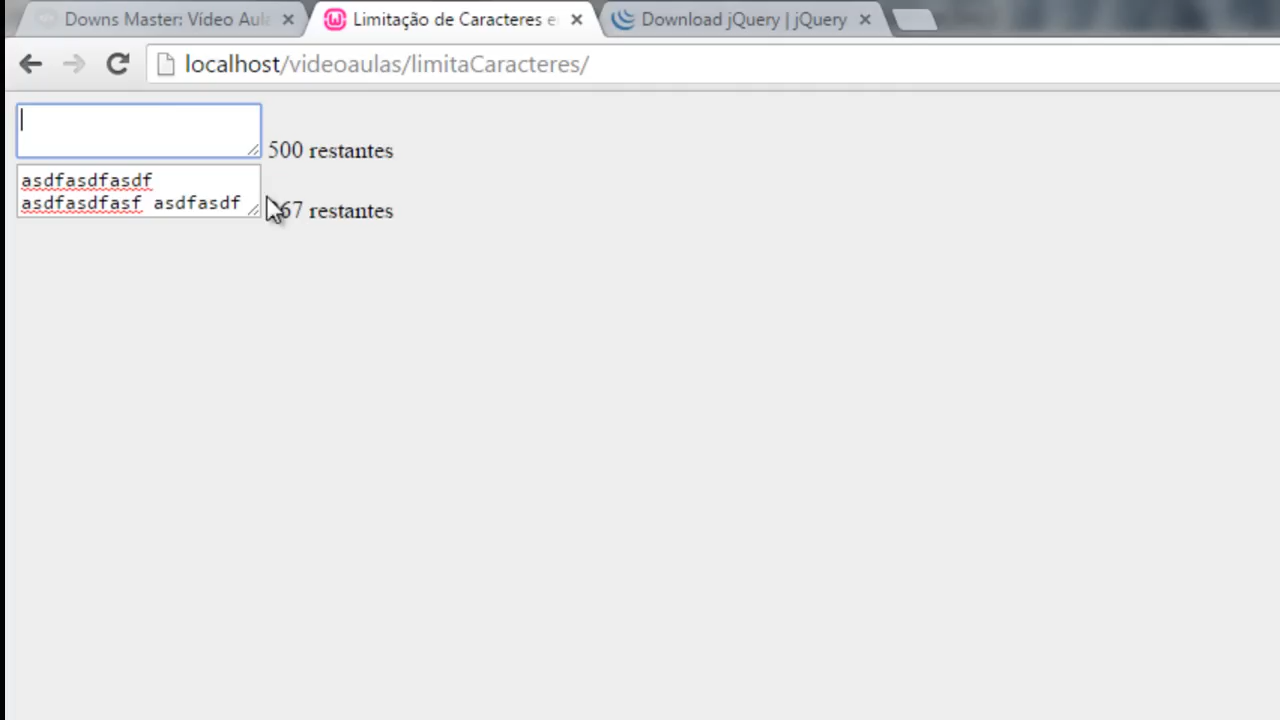 Downs Master: Vídeo Aul
Limitação de Caracteres e
Download jQuery | jQuery
localhost/videoaulas/limitaCaracteres/
500 restantes
asdfasdfasdf
asdfasdfasf asdfasdf
67 restantes